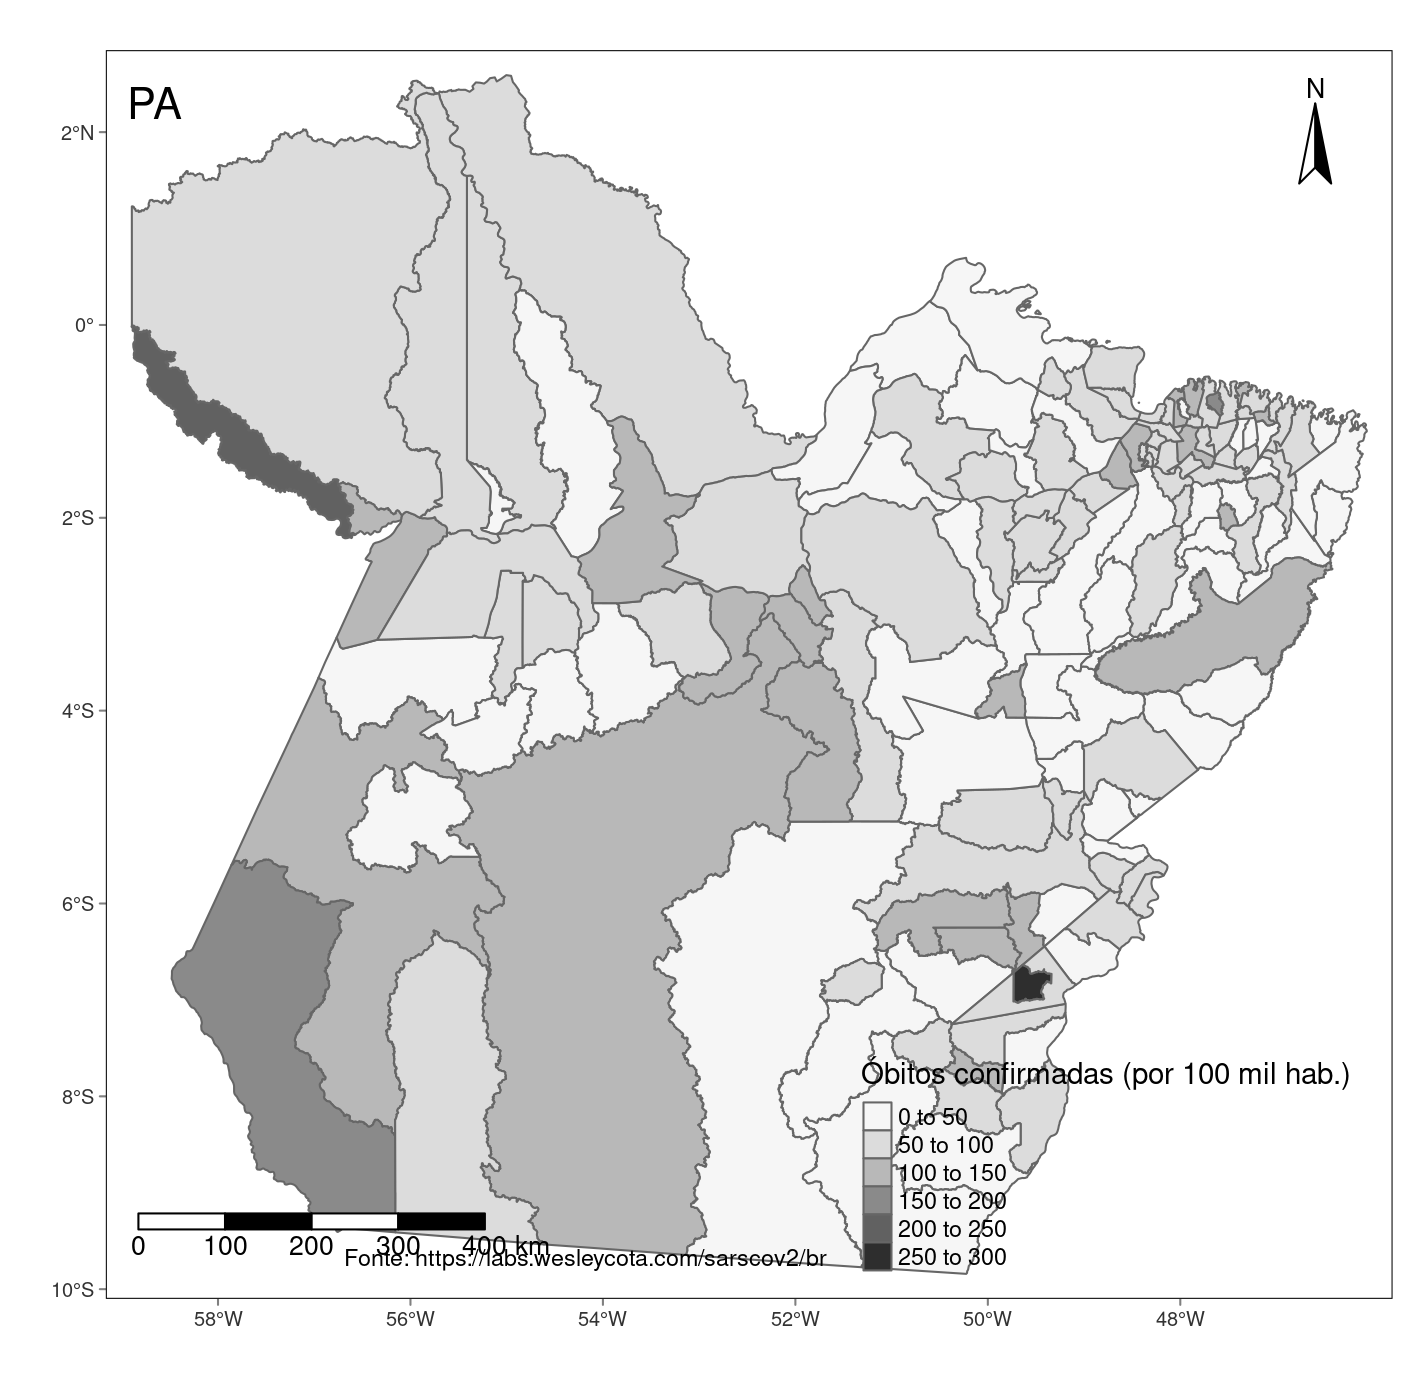 PA
N
2°N
0°
2°S
4°S
6°S
8°S
10°S
Óbitos confirmadas (por 100 mil hab.)
0 to 50
50 to 100
100 to 150
150 to 200
200 to 250
250 to 300
0 100 200 300 400 km
Fonte: https://labs.wesleycota.com/sarscov2/br
58°W 56°W 54°W 52°W 50°W 48°W